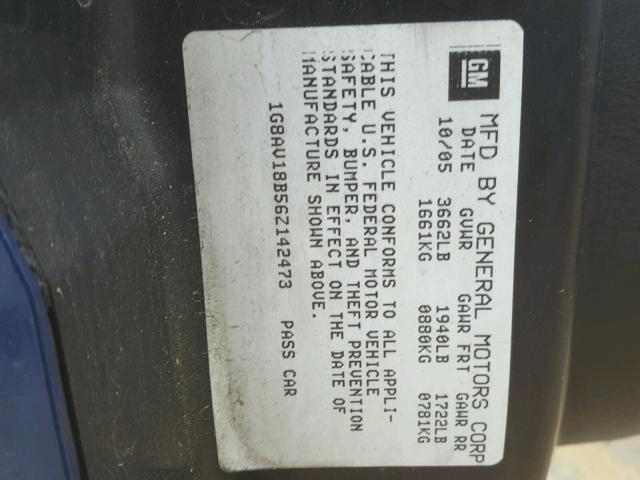 GM MFD BY GENERAL MOTORS CORP
DATE GVWR GAWR FRT GAWR RR
10/05 3662LB 1940LB 1722LB
1661KG 0880KG 0781KG
THIS VEHICLE CONFORMS TO ALL APPLI-
CABLE U.S. FEDERAL MOTOR VEHICLE
SAFETY, BUMPER, AND THEFT PREVENTION
STANDARDS IN EFFECT ON THE DATE OF
MANUFACTURE SHOWN ABOVE.
1G8AV18B56Z142473 PASS CAR